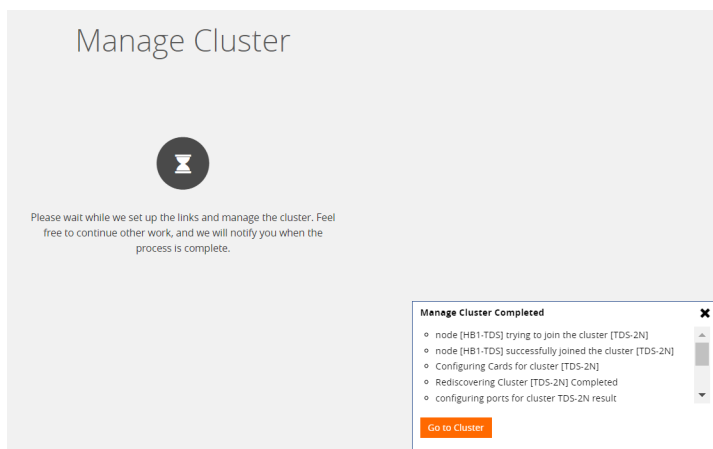 Manage Cluster
Please wait while we set up the links and manage the cluster. Feel
free to continue other work, and we will notify you when the
process is complete.
Manage Cluster Completed
node [HB1-TDS] trying to join the cluster [TDS-2N]
node [HB1-TDS] successfully joined the cluster [TDS-2N]
Configuring Cards for cluster [TDS-2N]
Rediscovering Cluster [TDS-2N] Completed
configuring ports for cluster TDS-2N result
Go to Cluster